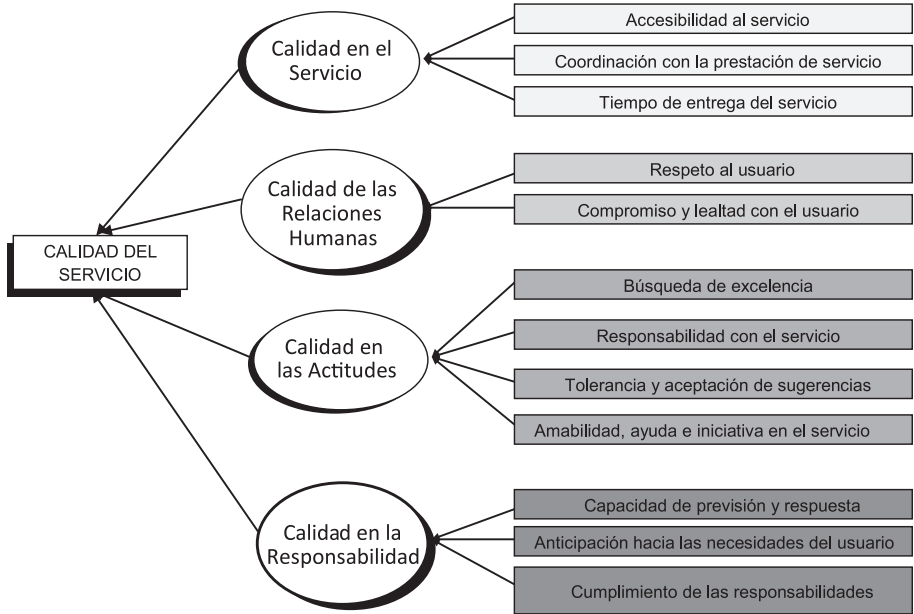 CALIDAD DEL
SERVICIO
Calidad en el
Servicio
Accesibilidad al servicio
Coordinación con la prestación de servicio
Tiempo de entrega del servicio
Calidad de las
Relaciones
Humanas
Respeto al usuario
Compromiso y lealtad con el usuario
Calidad en
las Actitudes
Búsqueda de excelencia
Responsabilidad con el servicio
Tolerancia y aceptación de sugerencias
Amabilidad, ayuda e iniciativa en el servicio
Calidad en la
Responsabilidad
Capacidad de previsión y respuesta
Anticipación hacia las necesidades del usuario
Cumplimiento de las responsabilidades